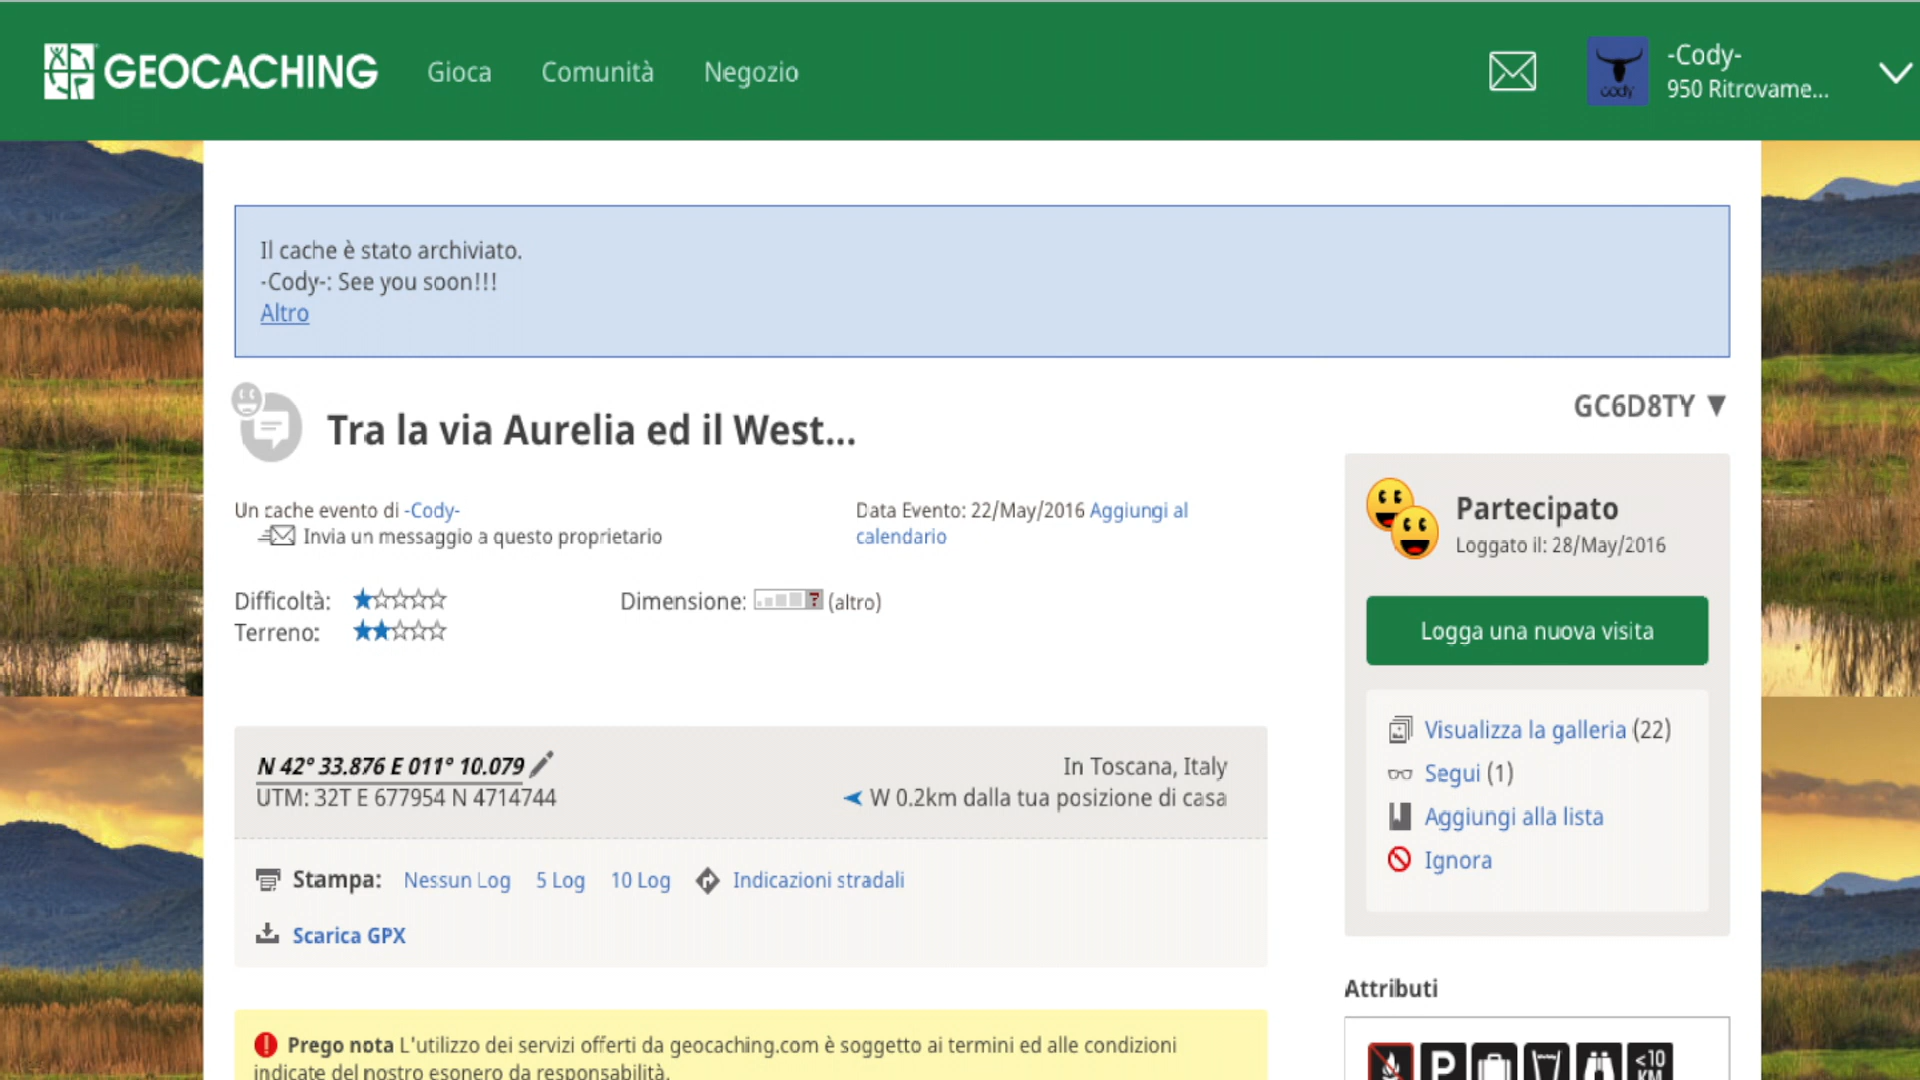 GEOCACHING Gioca Comunità Negozio
-Cody-
950 Ritrovame...
cody
Il cache è stato archiviato.
-Cody-: See you soon!!!
Altro
Tra la via Aurelia ed il West...
GC6D8TY ▼
Un cache evento di -Cody-
Invia un messaggio a questo proprietario
Data Evento: 22/May/2016 Aggiungi al
calendario
Difficoltà:
Terreno:
Dimensione: ? (altro)
Partecipato
Loggato il: 28/May/2016
Logga una nuova visita
Visualizza la galleria (22)
Segui (1)
Aggiungi alla lista
Ignora
N 42° 33.876 E 011° 10.079
UTM: 32T E 677954 N 4714744
In Toscana, Italy
W 0.2km dalla tua posizione di casa
Stampa: Nessun Log 5 Log 10 Log Indicazioni stradali
Scarica GPX
Attributi
P
<10
KM
Prego nota L'utilizzo dei servizi offerti da geocaching.com è soggetto ai termini ed alle condizioni
indicate del nostro esonero da responsabilità.